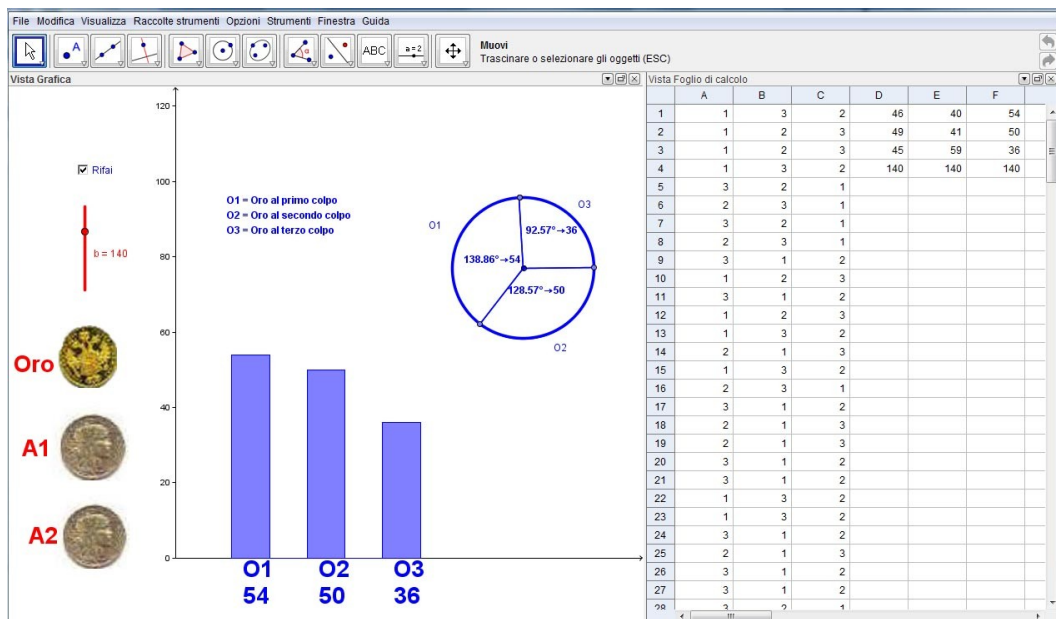 File Modifica Visualizza Raccolte strumenti Opzioni Strumenti Finestra Guida
A
α
ABC
a = 2
Muovi
Trascinare o selezionare gli oggetti (ESC)
Vista Grafica
120
100
80
60
40
20
0
Rifai
b = 140
Oro
A1
A2
O1 = Oro al primo colpo
O2 = Oro al secondo colpo
O3 = Oro al terzo colpo
O1
O3
92.57°→36
138.86°→54
128.57°→50
O2
O1 O2 O3
54 50 36
Vista Foglio di calcolo
A B C D E F
1 1 3 2 46 40 54
2 1 2 3 49 41 50
3 1 2 3 45 59 36
4 1 3 2 140 140 140
5 3 2 1
6 2 3 1
7 3 2 1
8 2 3 1
9 3 1 2
10 1 2 3
11 3 1 2
12 1 2 3
13 1 3 2
14 2 1 3
15 1 3 2
16 2 3 1
17 3 1 2
18 2 1 3
19 2 1 3
20 3 1 2
21 3 1 2
22 1 3 2
23 1 3 2
24 3 1 2
25 2 1 3
26 3 1 2
27 3 1 2
28 3 2 1